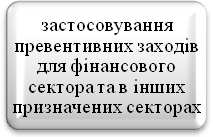 застосовування
превентивних заходів
для фінансового
сектора та в інших
призначених секторах